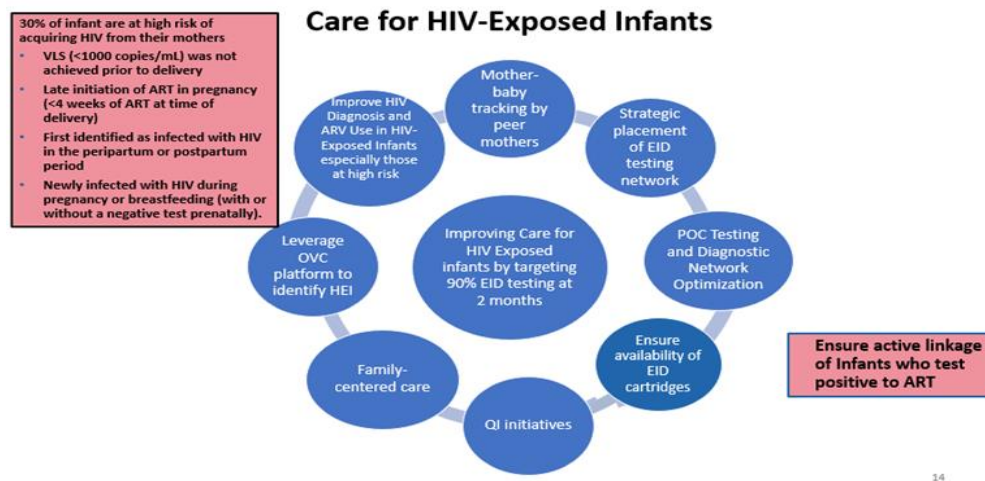 Care for HIV-Exposed Infants
30% of infant are at high risk of
acquiring HIV from their mothers
• VLS (<1000 copies/mL) was not
achieved prior to delivery
• Late initiation of ART in pregnancy
(<4 weeks of ART at time of
delivery)
• First identified as infected with HIV
in the peripartum or postpartum
period
• Newly infected with HIV during
pregnancy or breastfeeding (with or
without a negative test prenatally).
Mother-
baby
tracking by
peer
mothers
Strategic
placement
of EID
testing
network
POC Testing
and Diagnostic
Network
Optimization
Ensure
availability of
EID
cartridges
QI initiatives
Family-
centered care
Leverage
OVC
platform to
identify HEI
Improve HIV
Diagnosis and
ARV Use in HIV-
Exposed Infants
especially those
at high risk
Improving Care for
HIV Exposed
infants by targeting
90% EID testing at
2 months
Ensure active linkage
of Infants who test
positive to ART
14